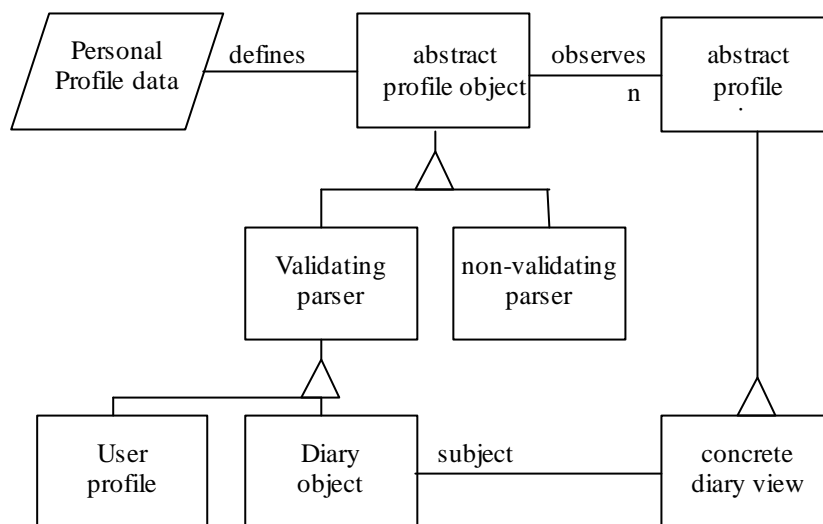 Personal
Profile data
defines
abstract
profile object
observes
n
abstract
profile
Validating
parser
non-validating
parser
User
profile
Diary
object
subject
concrete
diary view